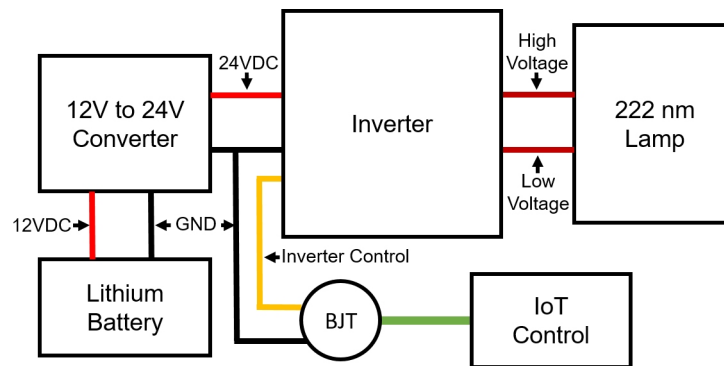 24VDC
High
Voltage
12V to 24V
Converter
Inverter
222 nm
Lamp
Low
Voltage
12VDC
GND
Inverter Control
Lithium
Battery
BJT
IoT
Control